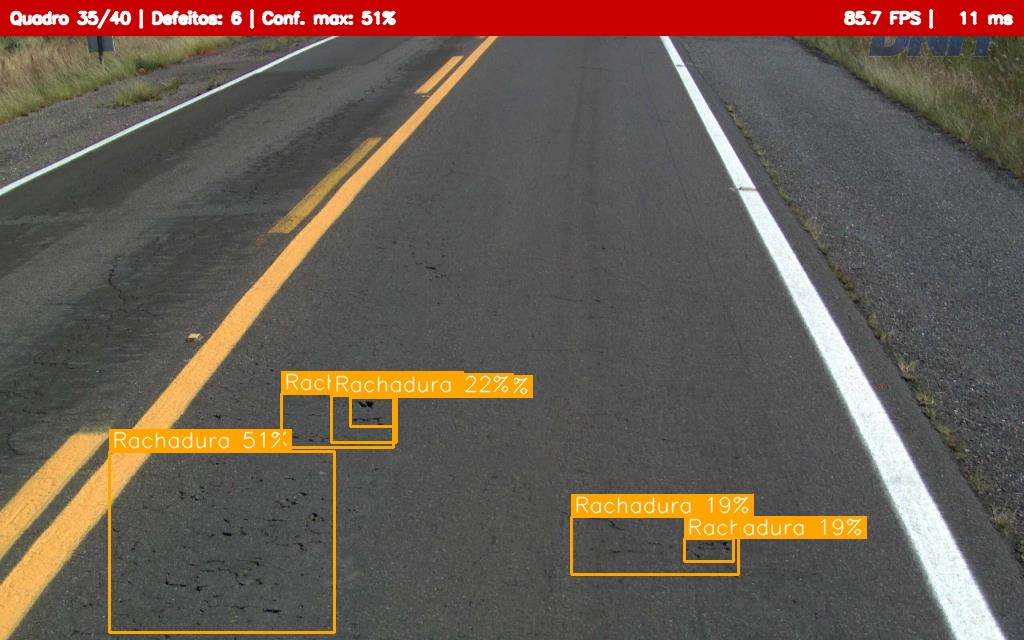 Quadro 35/40 | Defeitos: 6 | Conf. max: 51%
85.7 FPS | 11 ms
DNIT
Rachadura 22%
Rachadura 51%
Rachadura 19%
Rachadura 19%